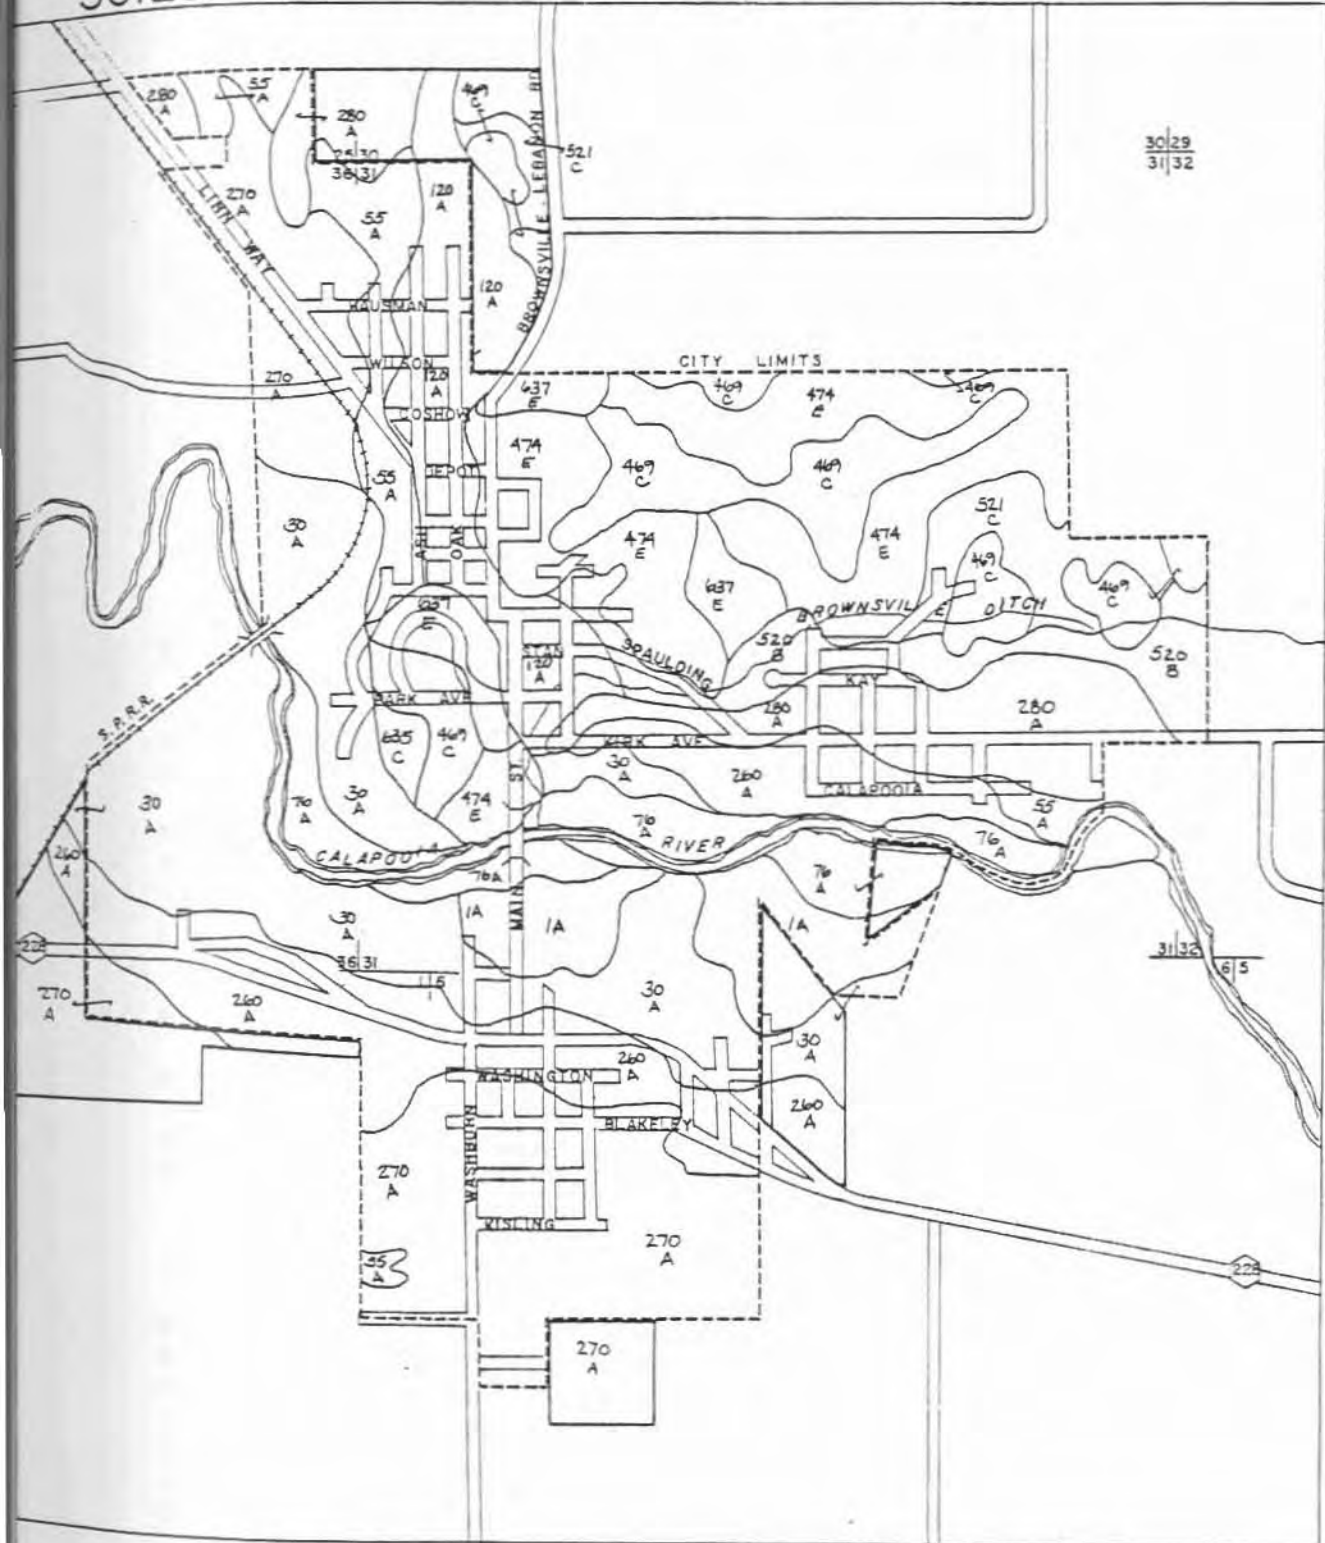 280
A
55
A
280
A
25|30
36|31
469
C
521
C
30|29
31|32
270
A
LINN WAY
55
A
120
A
120
A
BROWNSVILLE LEBANON RD
HAUSMAN
WILSON
270
A
120
A
COSHOW
CITY LIMITS
637
E
469
C
474
E
469
C
474
E
469
C
469
C
55
A
DEPOT
30
A
ASH
OAK
474
E
521
C
474
E
469
C
469
C
637
E
637
E
BROWNSVILLE DITCH
STAN
120
A
SPAULDING
520
B
520
B
KAY
PARK AVE
280
A
280
A
S.P.R.R.
635
C
469
C
KIRK AVE
30
A
260
A
CALAPOOIA
30
A
76
A
30
A
474
E
MAIN ST
55
A
76
A
76
A
CALAPOOIA RIVER
260
A
76A
76
A
30
A
1A
1A
MAIN
1A
228
36|31
1|6
31|32
6|5
270
A
260
A
30
A
30
A
260
A
WASHINGTON
260
A
BLAKELEY
WASHBURN
270
A
KISLING
270
A
55
A
228
270
A